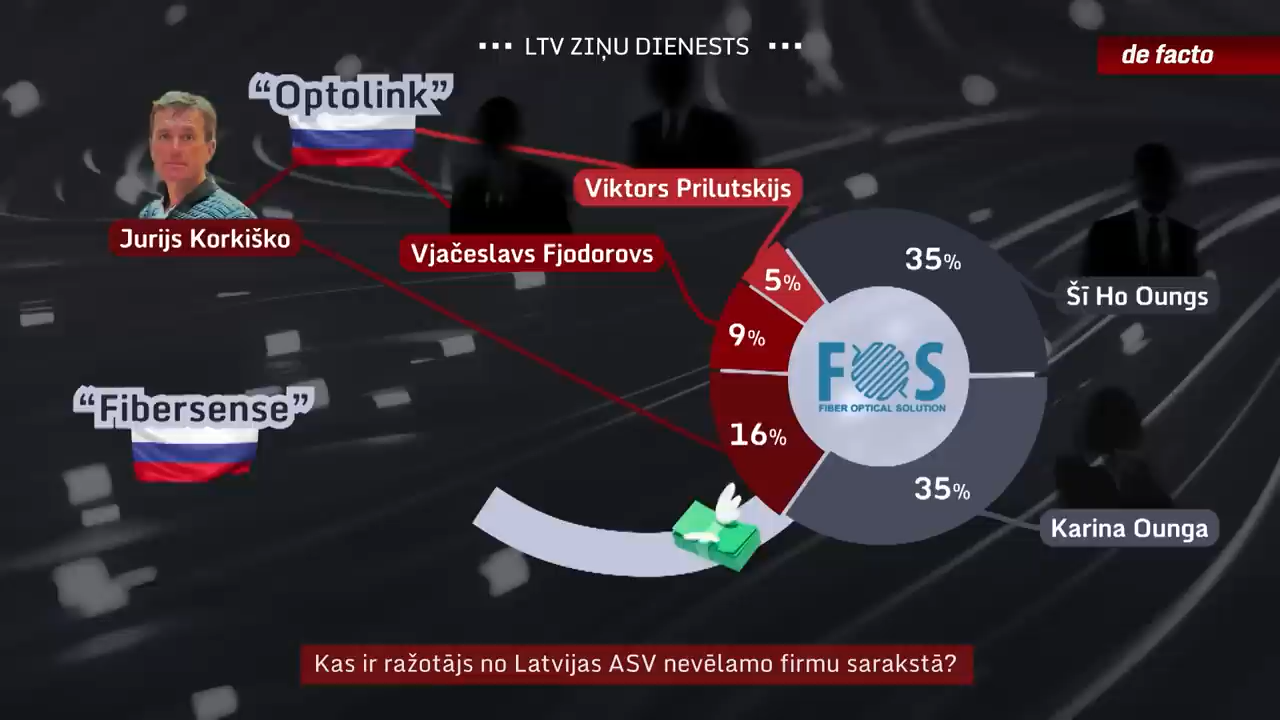 LTV ZIŅU DIENESTS
de facto
“Optolink”
Viktors Prilutskijs
Jurijs Korkiško
Vjačeslavs Fjodorovs
35%
5%
Šī Ho Oungs
9%
FOS
FIBER OPTICAL SOLUTION
“Fibersense”
16%
35%
Karina Ounga
Kas ir ražotājs no Latvijas ASV nevēlamo firmu sarakstā?